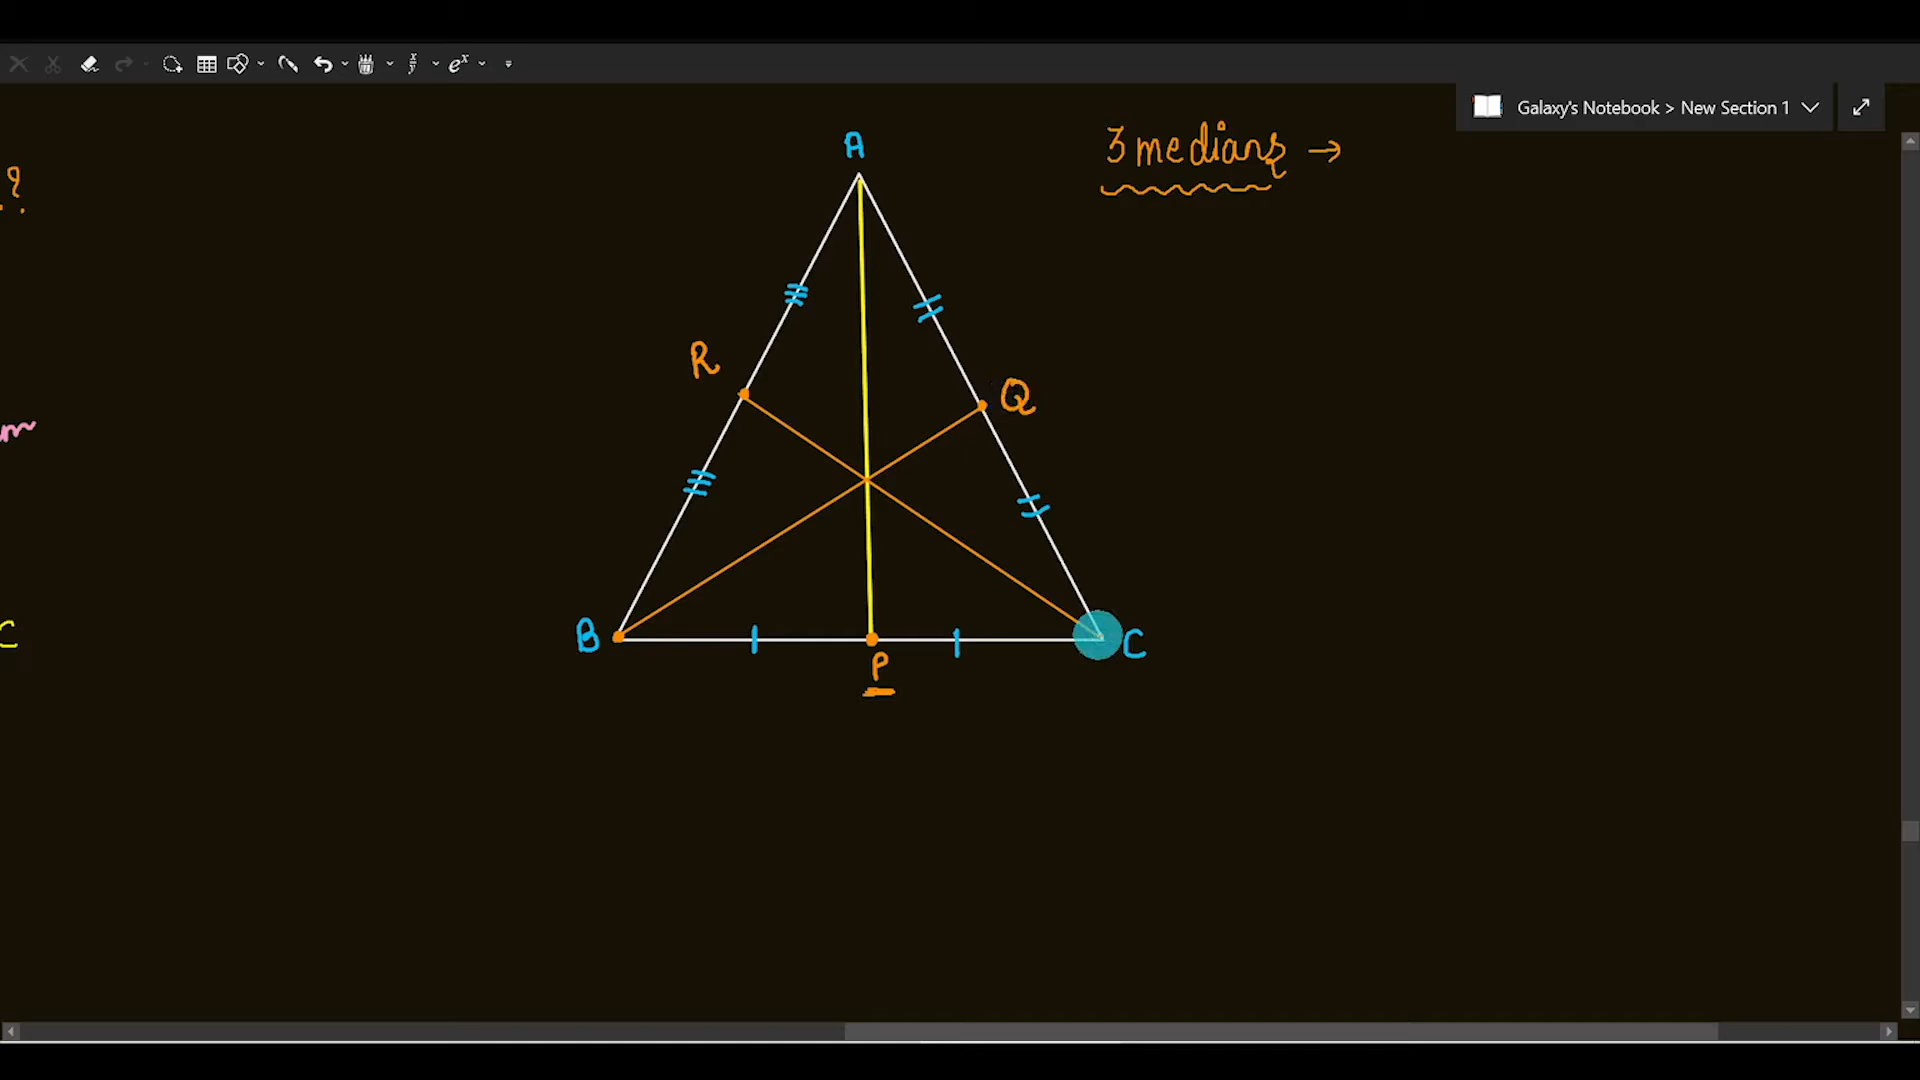 Galaxy's Notebook > New Section 1
3 medians →
A
?
R
Q
m
B
C
C
P